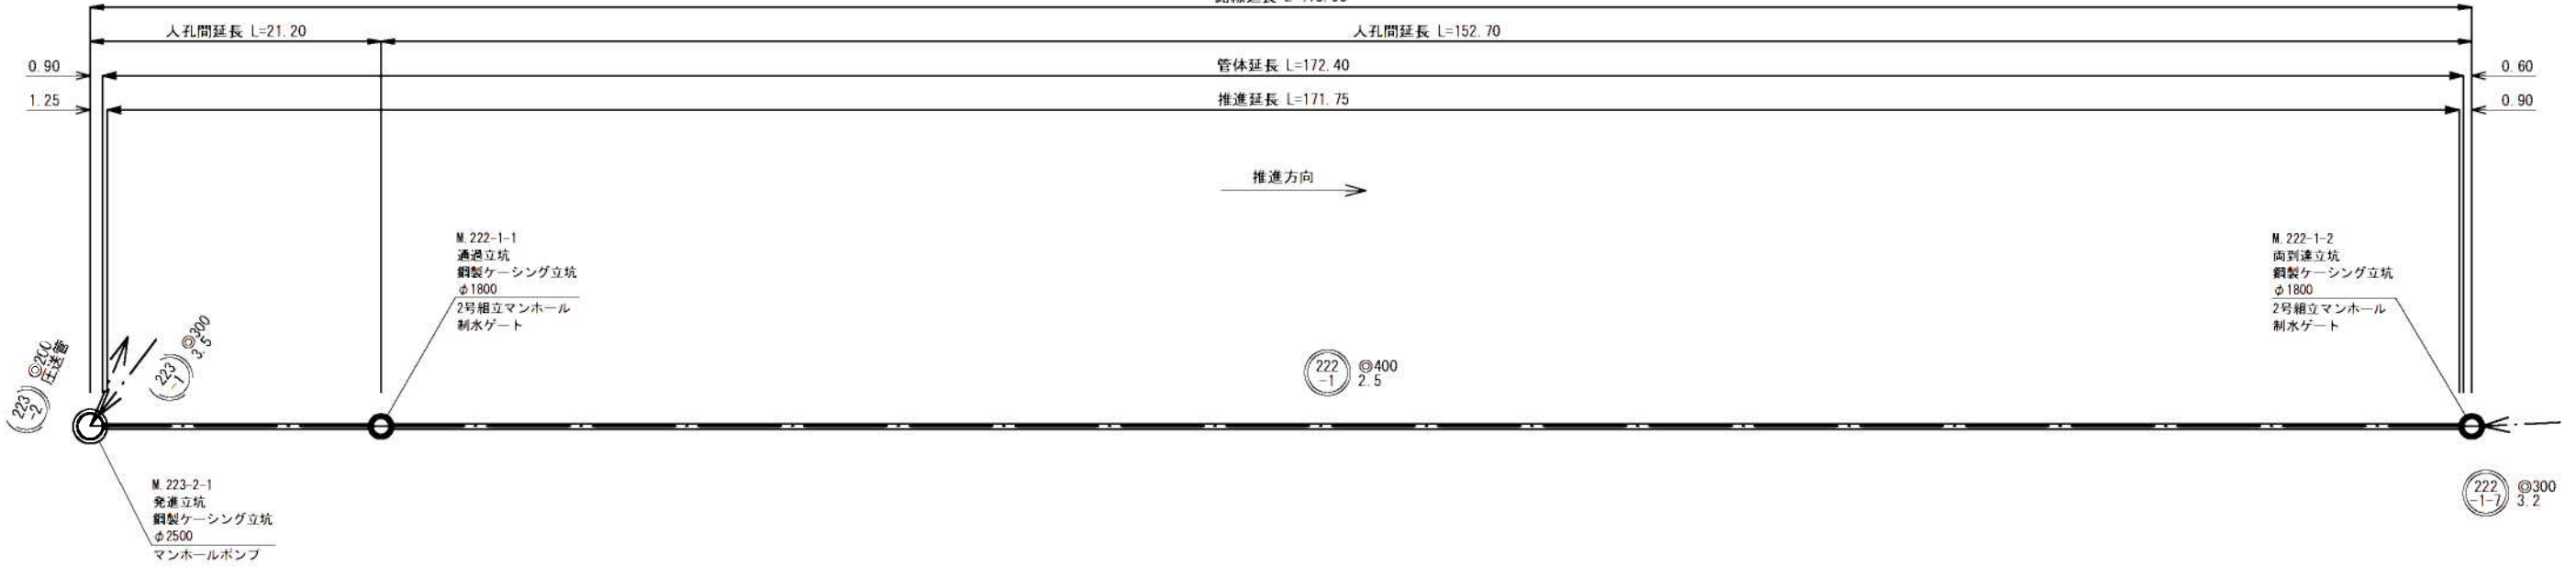 人孔間延長 L=21.20
人孔間延長 L=152.70
0.90
管体延長 L=172.40
0.60
1.25
推進延長 L=171.75
0.90
推進方向
M.222-1-1
通過立坑
鋼製ケーシング立坑
φ1800
2号組立マンホール
制水ゲート
M.222-1-2
両到達立坑
鋼製ケーシング立坑
φ1800
2号組立マンホール
制水ゲート
223
-2
◎200
圧送管
223
-1
◎300
3.5
222
-1
◎400
2.5
M.223-2-1
発進立坑
鋼製ケーシング立坑
φ2500
マンホールポンプ
222
-1-7
◎300
3.2